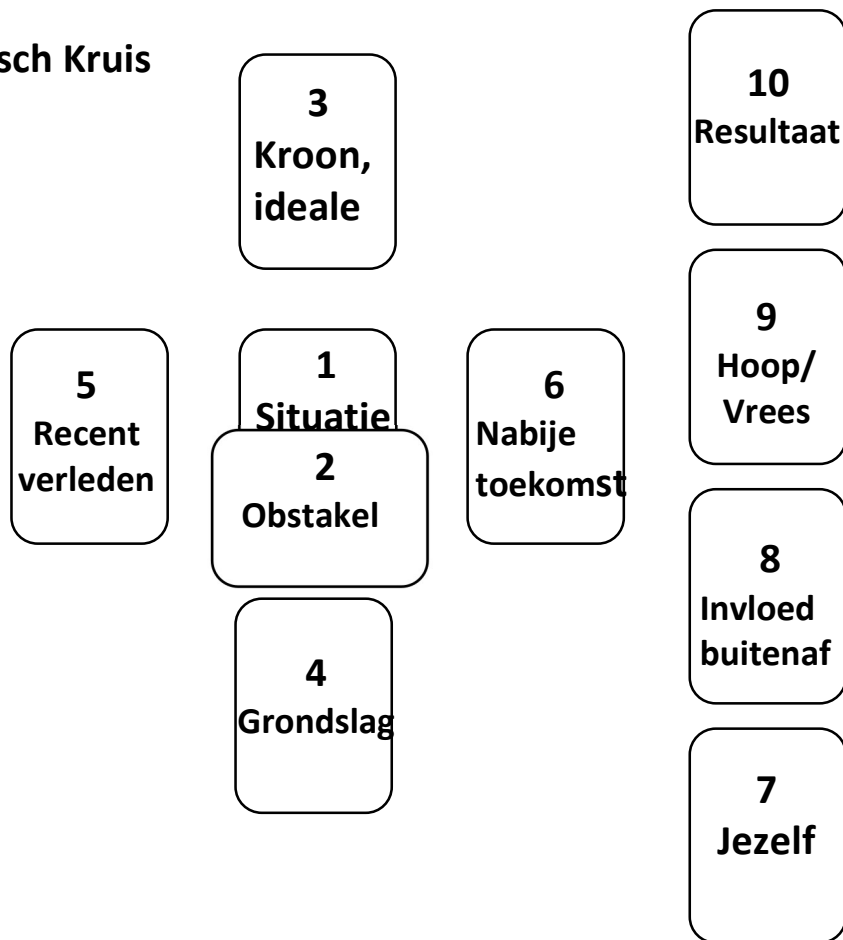 sch Kruis
3
Kroon,
ideale
10
Resultaat
5
Recent
verleden
1
Situatie
2
Obstakel
6
Nabije
toekomst
9
Hoop/
Vrees
4
Grondslag
8
Invloed
buitenaf
7
Jezelf